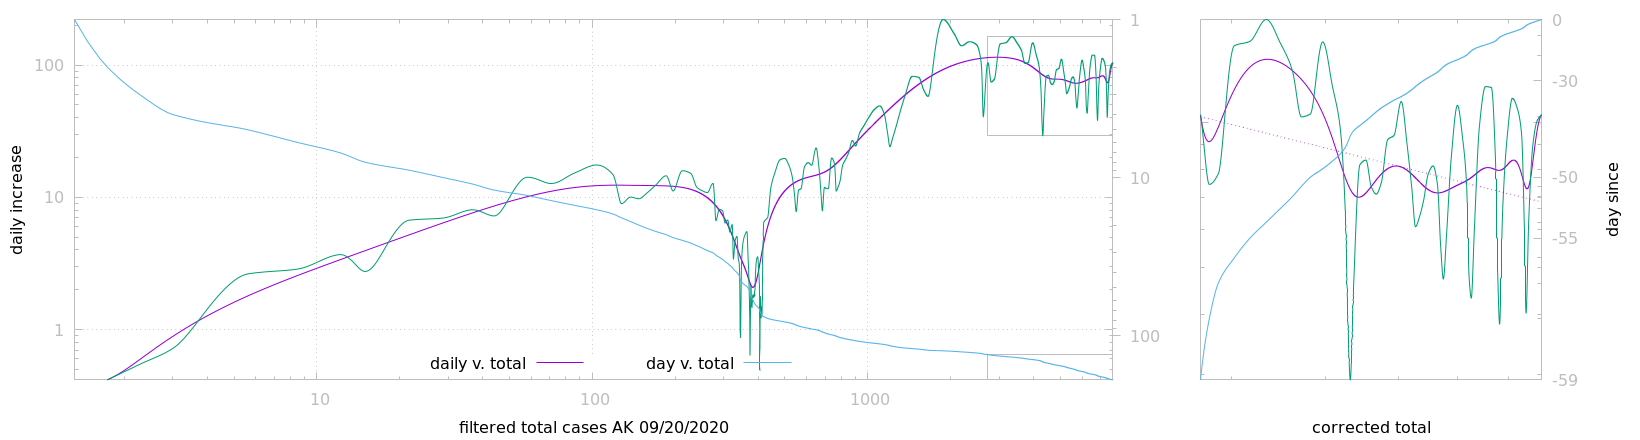 100
10
1
daily increase
daily v. total
day v. total
10
100
1000
filtered total cases AK 09/20/2020
1
10
100
0
-30
-50
-55
-59
day since
corrected total